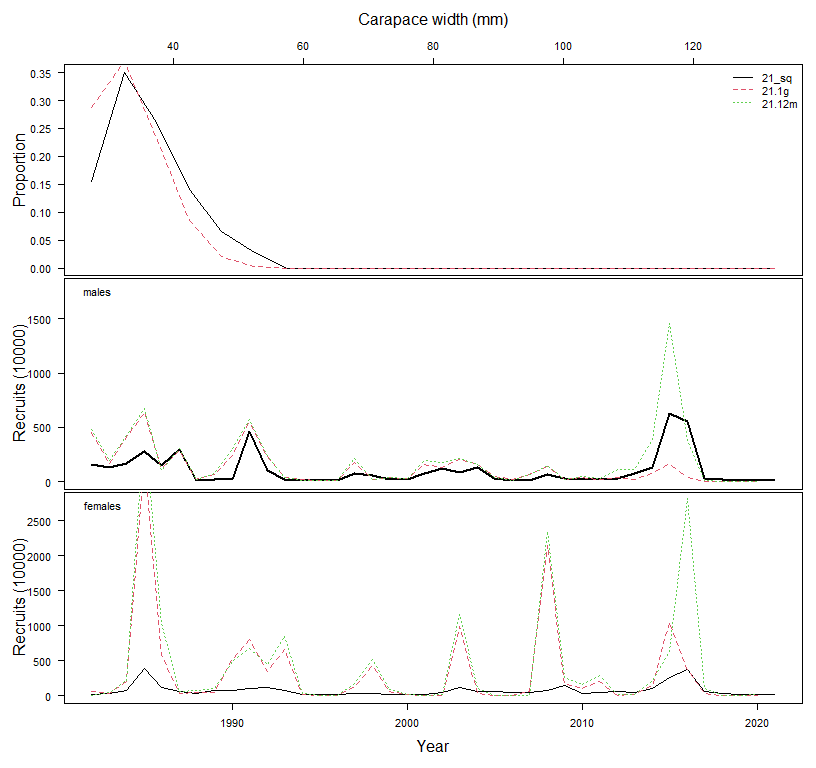 Carapace width (mm)
40 60 80 100 120
Proportion
0.35
0.30
0.25
0.20
0.15
0.10
0.05
0.00
21_sq
21.1g
21.12m
males
Recruits (10000)
1500
1000
500
0
females
Recruits (10000)
2500
2000
1500
1000
500
0
1990 2000 2010 2020
Year